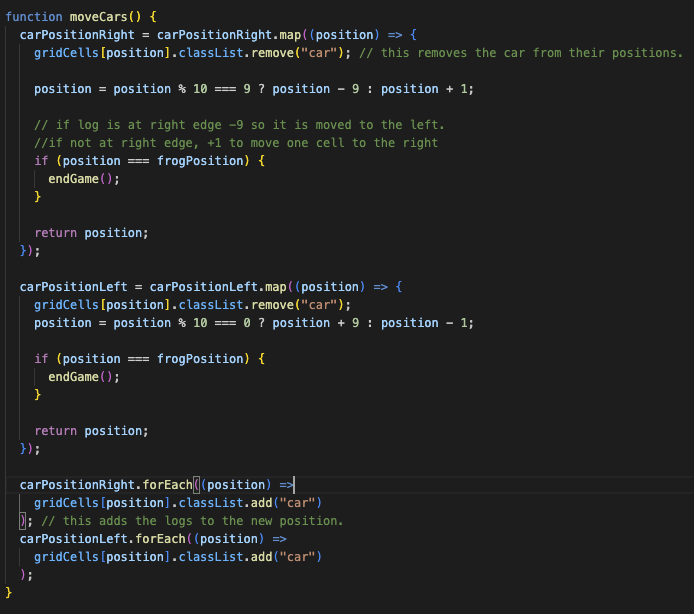 function moveCars() {
carPositionRight = carPositionRight.map((position) => {
gridCells[position].classList.remove("car"); // this removes the car from their positions.
position = position % 10 === 9 ? position - 9 : position + 1;
// if log is at right edge -9 so it is moved to the left.
//if not at right edge, +1 to move one cell to the right
if (position === frogPosition) {
endGame();
}
return position;
});
carPositionLeft = carPositionLeft.map((position) => {
gridCells[position].classList.remove("car");
position = position % 10 === 0 ? position + 9 : position - 1;
if (position === frogPosition) {
endGame();
}
return position;
});
carPositionRight.forEach((position) =>
gridCells[position].classList.add("car")
); // this adds the logs to the new position.
carPositionLeft.forEach((position) =>
gridCells[position].classList.add("car")
);
}